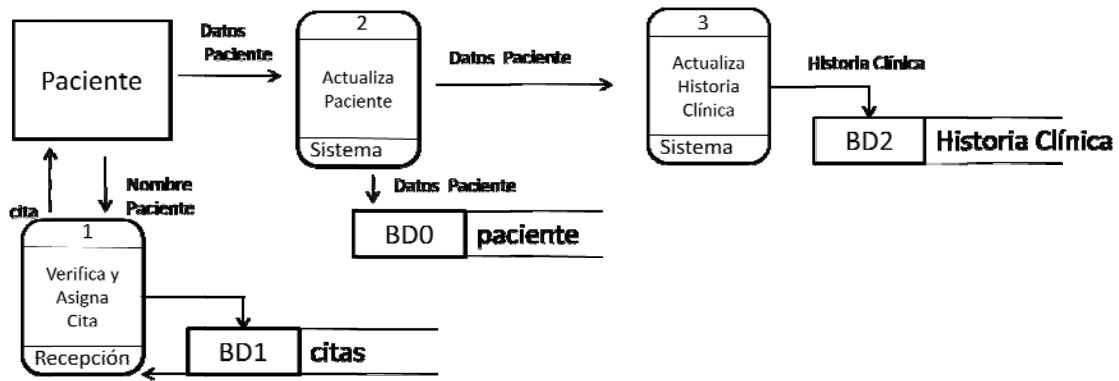 Paciente
Datos
Paciente
2
Actualiza
Paciente
Sistema
Datos Paciente
3
Actualiza
Historia
Clínica
Sistema
Historia Clínica
BD2 Historia Clínica
Datos Paciente
BD0 paciente
cita
Nombre
Paciente
1
Verifica y
Asigna
Cita
Recepción
BD1 citas